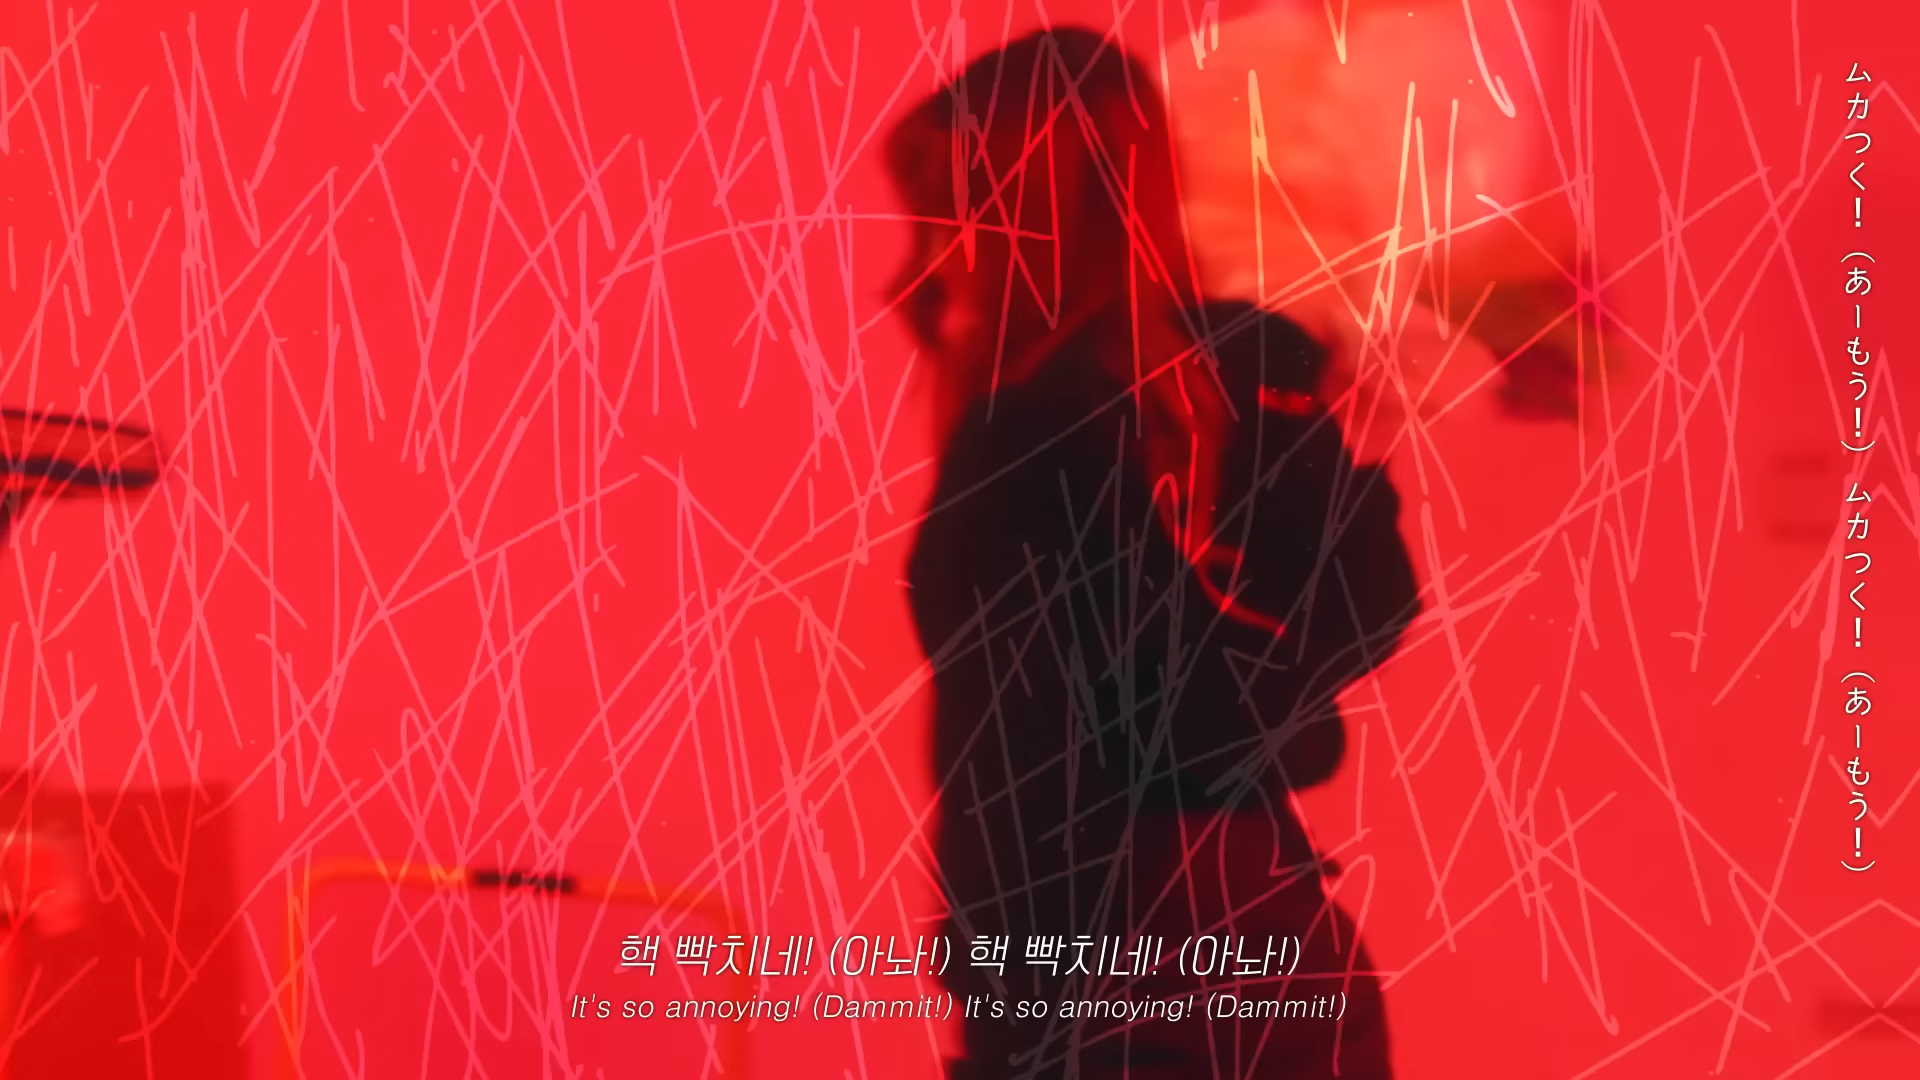 ムカつく！（あーもう！）ムカつく！（あーもう！）
핵 빡치네! (아놔!) 핵 빡치네! (아놔!)
It's so annoying! (Dammit!) It's so annoying! (Dammit!)